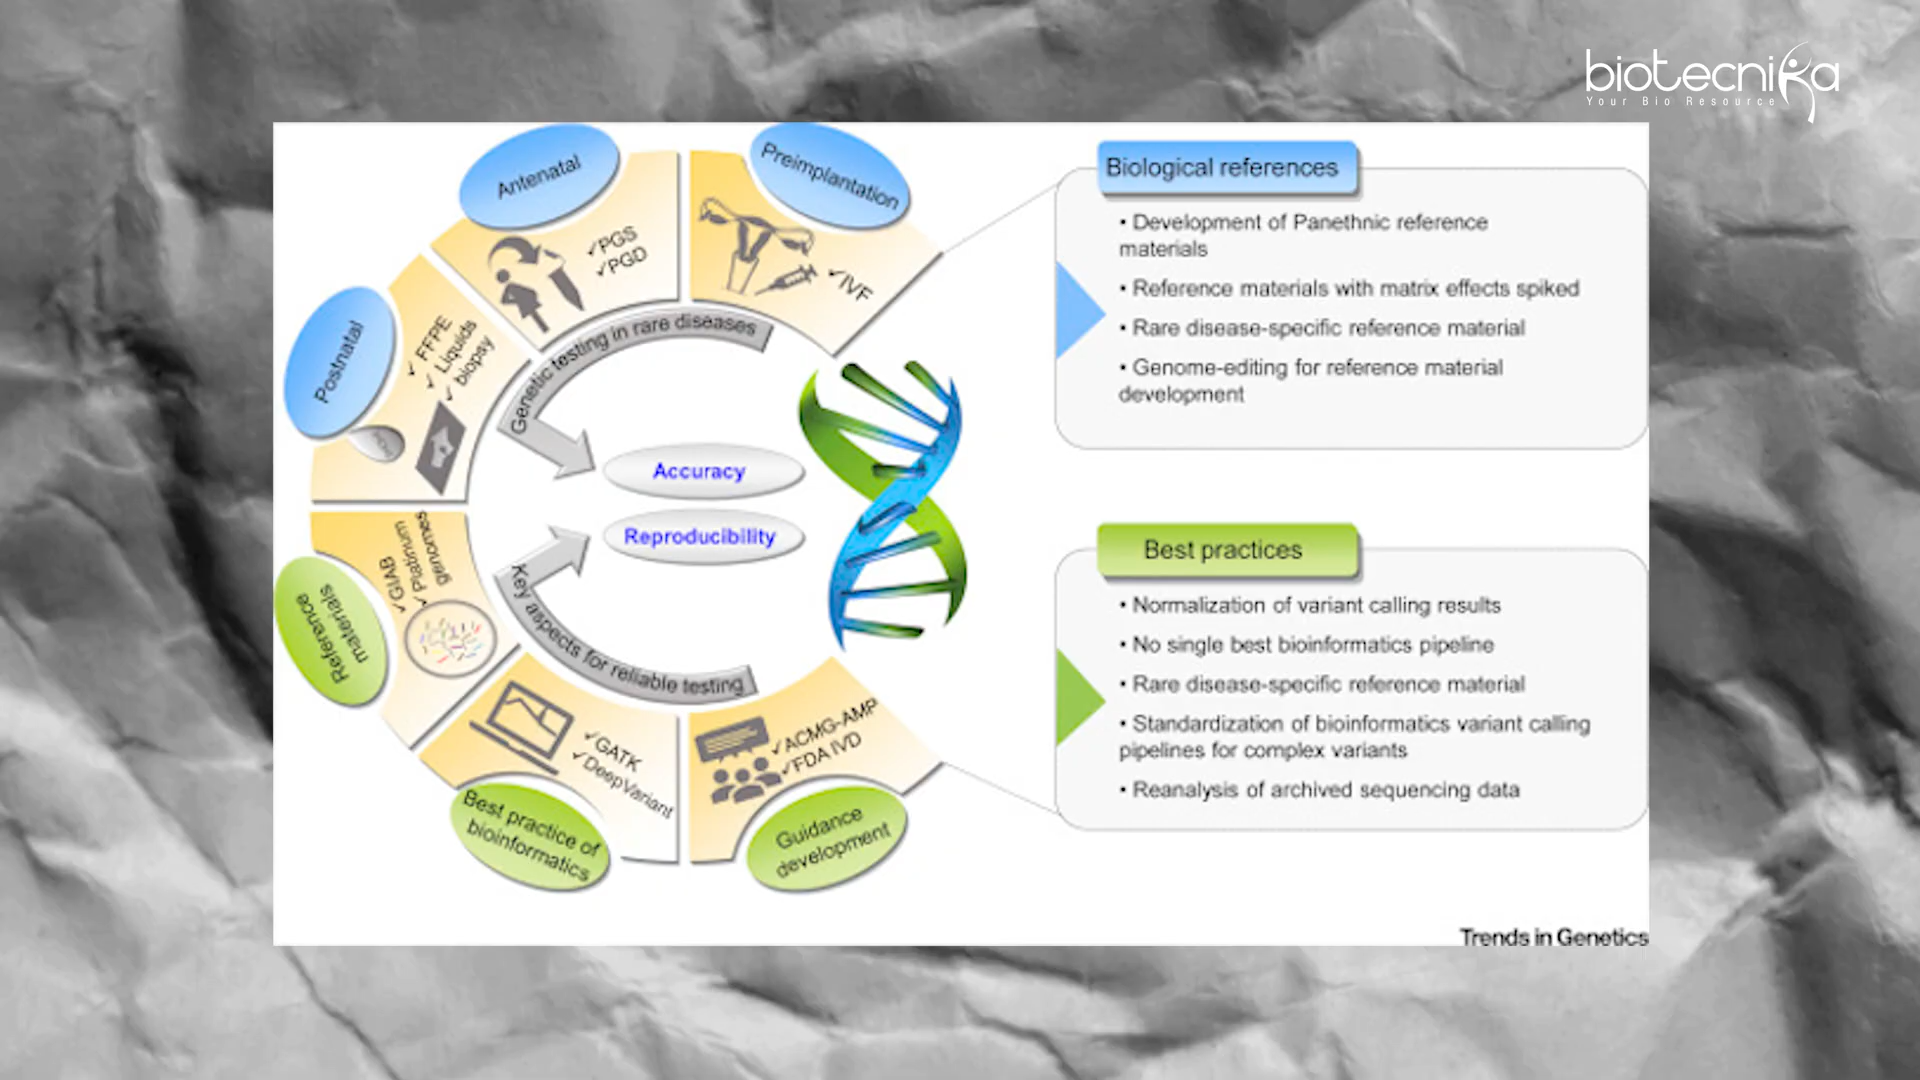 biotecnika
Your Bio Resource
Antenatal
Preimplantation
✓PGS
✓PGD
✓IVF
Postnatal
✓ FFPE
✓ Liquids
✓ biopsy
Genetic testing in rare diseases
Accuracy
Reproducibility
Key aspects for reliable testing
Reference
materials
✓GIAB
✓Platinum
genomes
✓GATK
✓DeepVariant
Best practice of
bioinformatics
✓ACMG-AMP
✓FDA IVD
Guidance
development
Biological references
• Development of Panethnic reference
materials
• Reference materials with matrix effects spiked
• Rare disease-specific reference material
• Genome-editing for reference material
development
Best practices
• Normalization of variant calling results
• No single best bioinformatics pipeline
• Rare disease-specific reference material
• Standardization of bioinformatics variant calling
pipelines for complex variants
• Reanalysis of archived sequencing data
Trends in Genetics